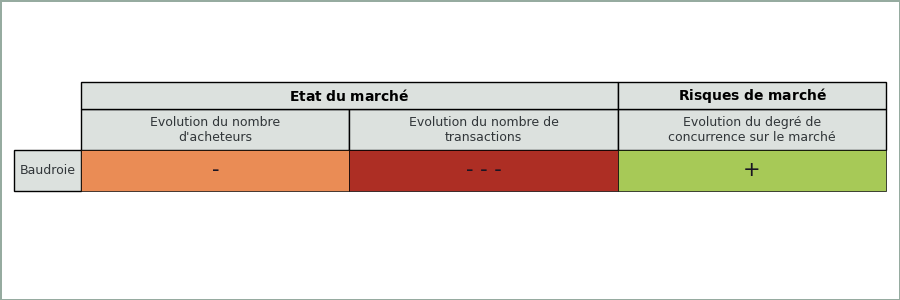 Etat du marché
Risques de marché
Evolution du nombre
d'acheteurs
Evolution du nombre de
transactions
Evolution du degré de
concurrence sur le marché
Baudroie
-
- - -
+